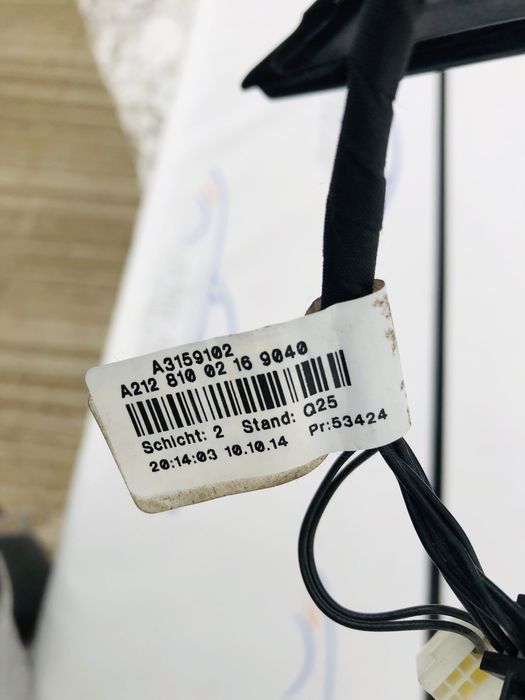 A3159102
A212 810 02 16 9040
Schicht: 2 Stand: Q25
20:14:03 10.10.14 Pr:53424